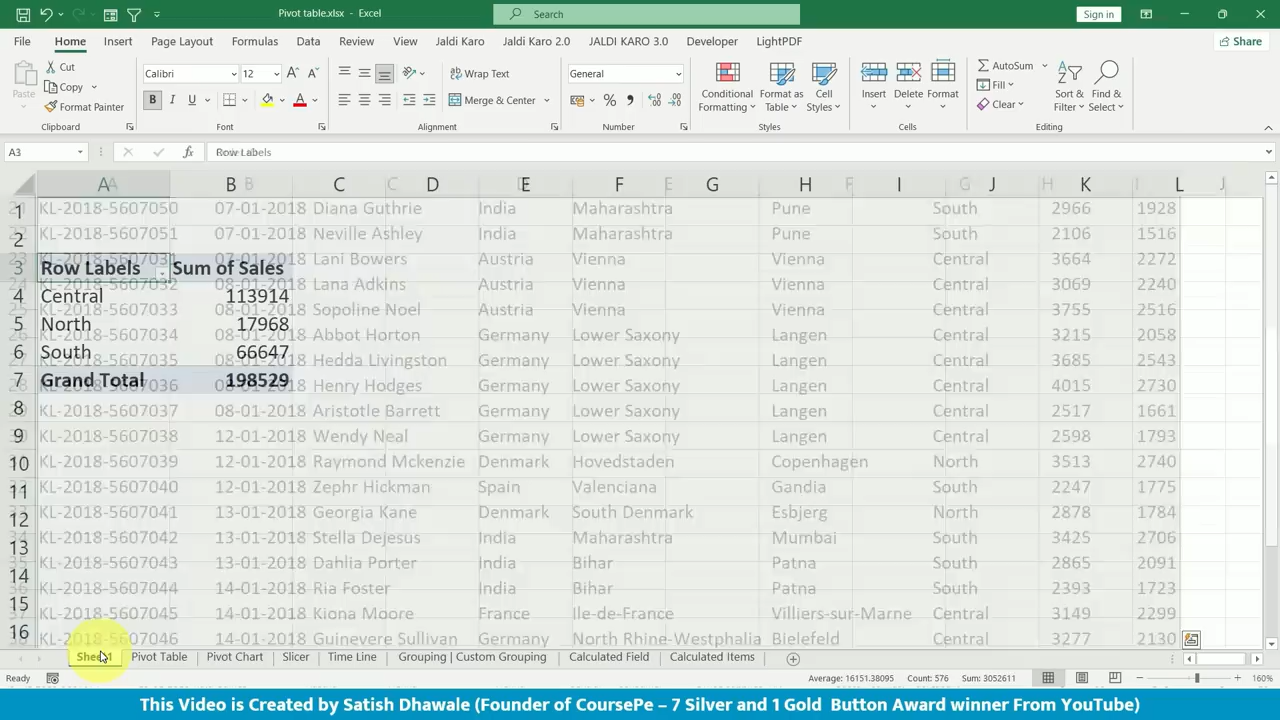 Pivot table.xlsx - Excel
Search
Sign in
File Home Insert Page Layout Formulas Data Review View Jaldi Karo Jaldi Karo 2.0 JALDI KARO 3.0 Developer LightPDF Share
Paste
Cut
Copy
Format Painter
Clipboard
Calibri 12
B I U
Font
Wrap Text
Merge & Center
Alignment
General
Number
Conditional Formatting
Format as Table
Cell Styles
Styles
Insert Delete Format
Cells
AutoSum
Fill
Clear
Sort & Filter
Find & Select
Editing
A3 fx Row Labels
A B C D E F G H I J K L
A B C E F G H I J
KL-2018-5607050 07-01-2018 Diana Guthrie India Maharashtra Pune South 2966 1928
KL-2018-5607051 07-01-2018 Neville Ashley India Maharashtra Pune South 2106 1516
Lani Bowers Austria Vienna Vienna Central 3664 2272
KL-2018-5607032 08-01-2018 Lana Adkins Austria Vienna Vienna Central 3069 2240
KL-2018-5607033 08-01-2018 Sopoline Noel Austria Vienna Vienna Central 3755 2516
KL-2018-5607034 08-01-2018 Abbot Horton Germany Lower Saxony Langen Central 3215 2058
KL-2018-5607035 08-01-2018 Hedda Livingston Germany Lower Saxony Langen Central 3685 2543
KL-2018-5607036 08-01-2018 Henry Hodges Germany Lower Saxony Langen Central 4015 2730
KL-2018-5607037 08-01-2018 Aristotle Barrett Germany Lower Saxony Langen Central 2517 1661
KL-2018-5607038 12-01-2018 Wendy Neal Germany Lower Saxony Langen Central 2598 1793
KL-2018-5607039 12-01-2018 Raymond Mckenzie Denmark Hovedstaden Copenhagen North 3513 2740
KL-2018-5607040 12-01-2018 Zephr Hickman Spain Valenciana Gandia South 2247 1775
KL-2018-5607041 13-01-2018 Georgia Kane Denmark South Denmark Esbjerg North 2878 1784
KL-2018-5607042 13-01-2018 Stella Dejesus India Maharashtra Mumbai South 3425 2706
KL-2018-5607043 13-01-2018 Dahlia Porter India Bihar Patna South 2865 2091
KL-2018-5607044 14-01-2018 Ria Foster India Bihar Patna South 2393 1723
KL-2018-5607045 14-01-2018 Kiona Moore France Ile-de-France Villiers-sur-Marne Central 3149 2299
KL-2018-5607046 14-01-2018 Guinevere Sullivan Germany North Rhine-Westphalia Bielefeld Central 3277 2130
1
2
3 Row Labels Sum of Sales
4 Central 113914
5 North 17968
6 South 66647
7 Grand Total 198529
8
9
10
11
12
13
14
15
16
Sheet1 Pivot Table Pivot Chart Slicer Time Line Grouping | Custom Grouping Calculated Field Calculated Items
Ready Average: 16151.38095 Count: 576 Sum: 3052611 160%
This Video is Created by Satish Dhawale (Founder of CoursePe – 7 Silver and 1 Gold Button Award winner From YouTube)